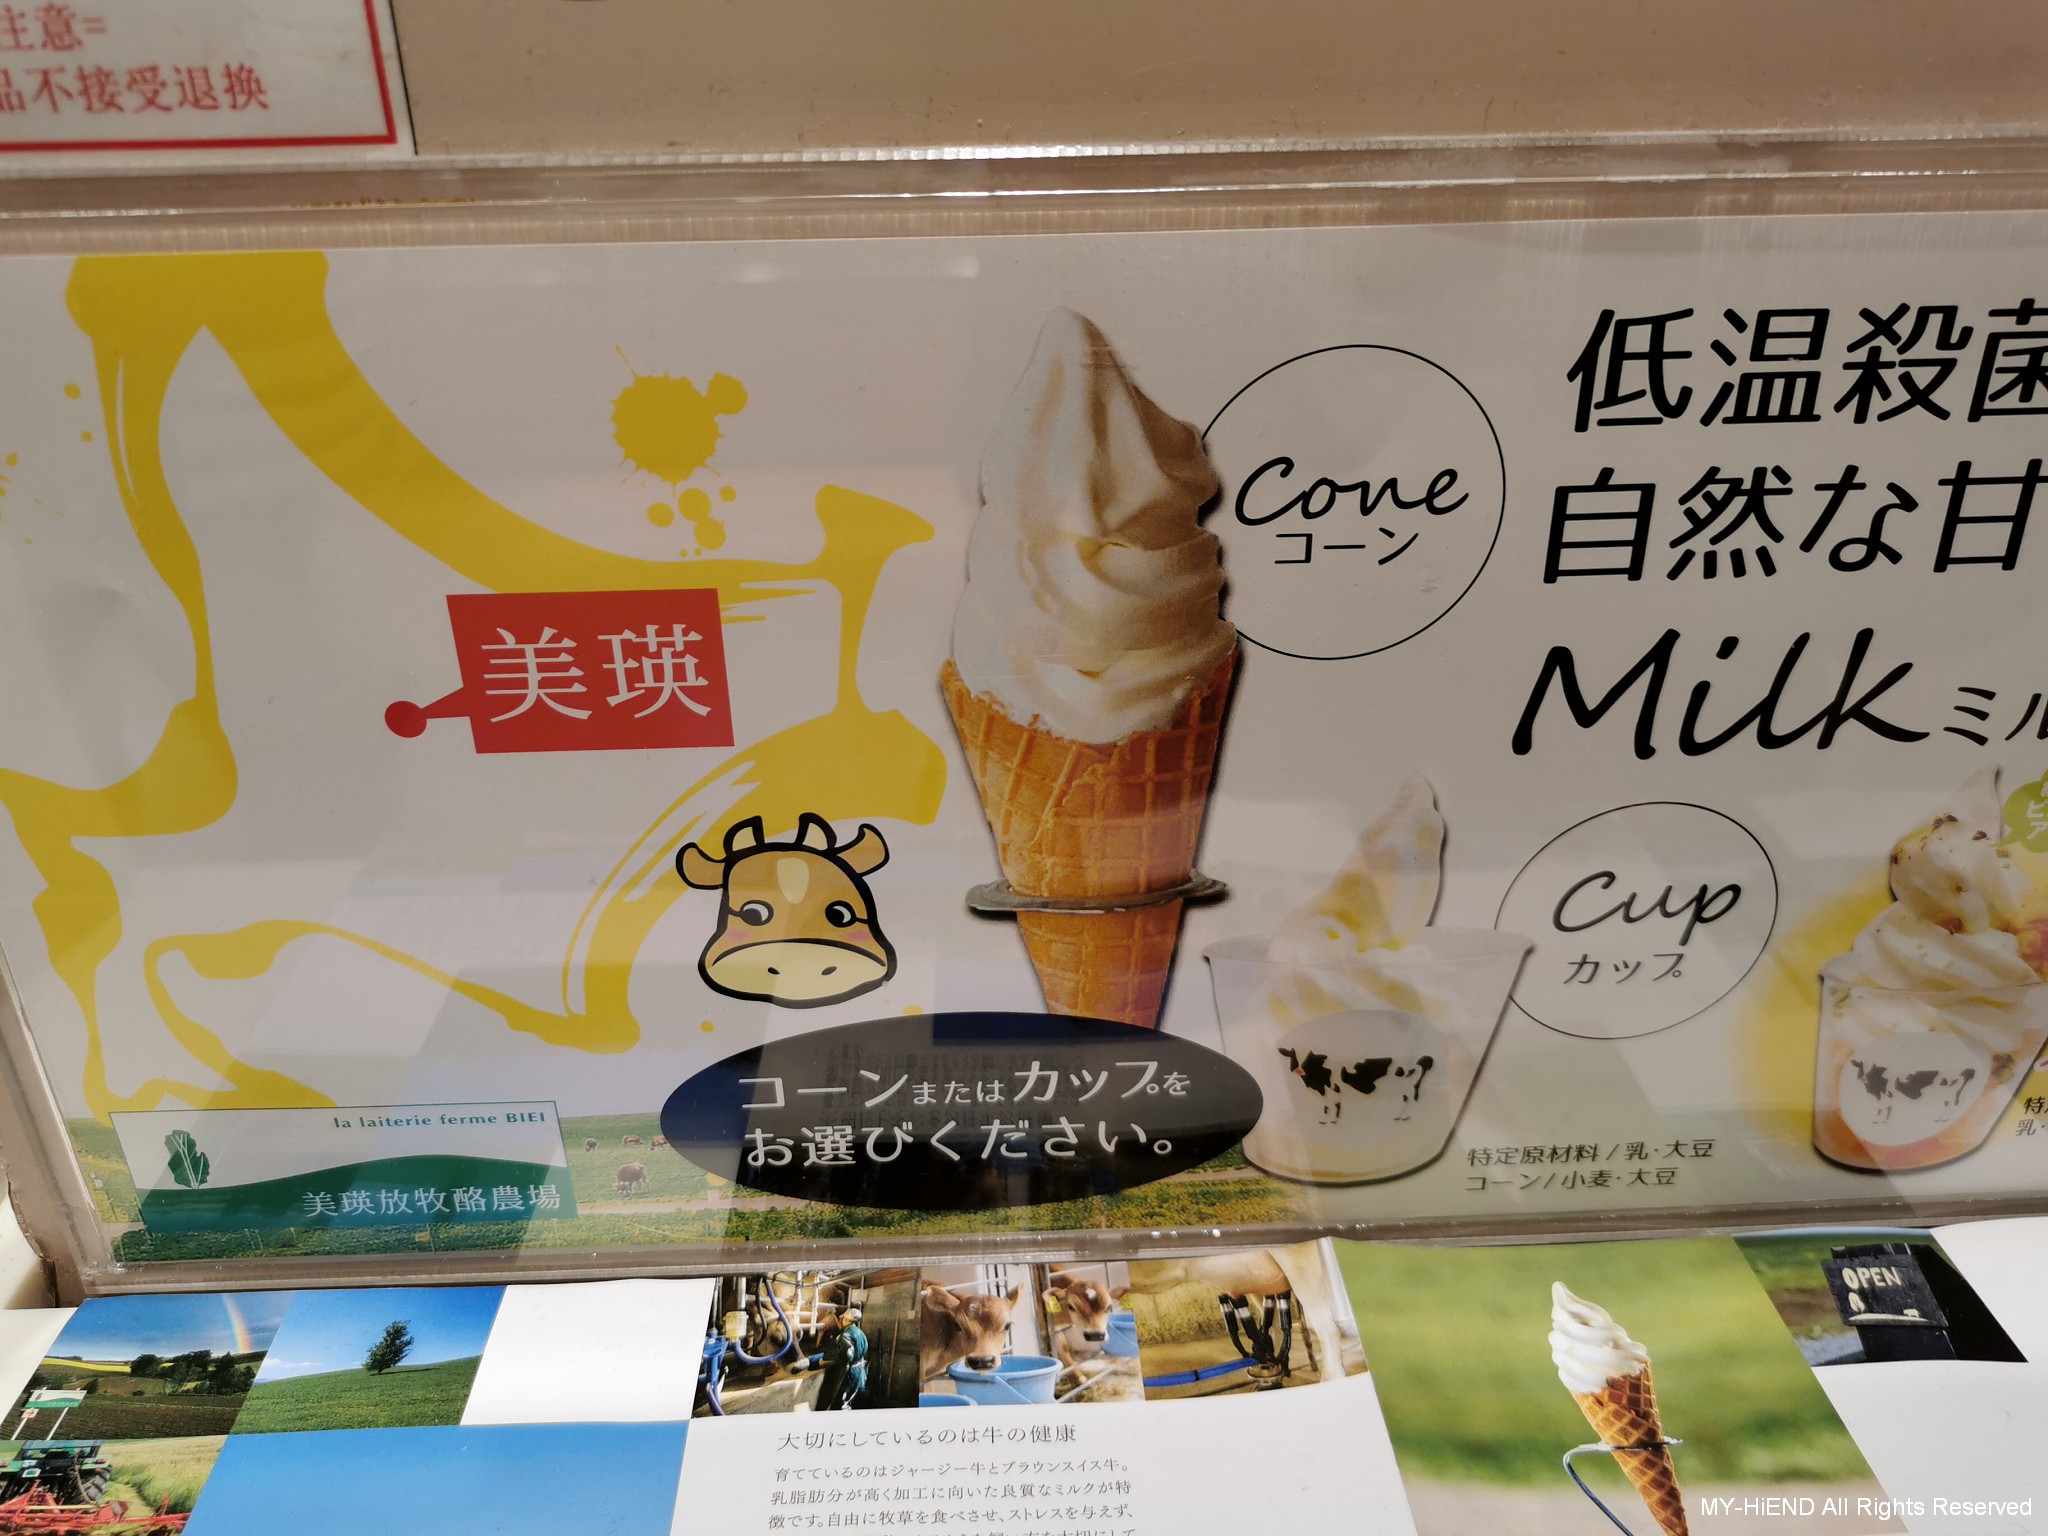 注意=
品不接受退换
低温殺菌
自然な甘
Cone
コーン
Milk ミル
美瑛
Cup
カップ
コーンまたはカップを
お選びください。
la laiterie ferme BIEI
美瑛放牧酪農場
特定原材料/乳・大豆
コーン/小麦・大豆
OPEN
大切にしているのは牛の健康
育てているのはジャージー牛とブラウンスイス牛。
乳脂肪分が高く加工に向いた良質なミルクが特
徴です。自由に牧草を食べさせ、ストレスを与えず、
MY-HiEND All Rights Reserved